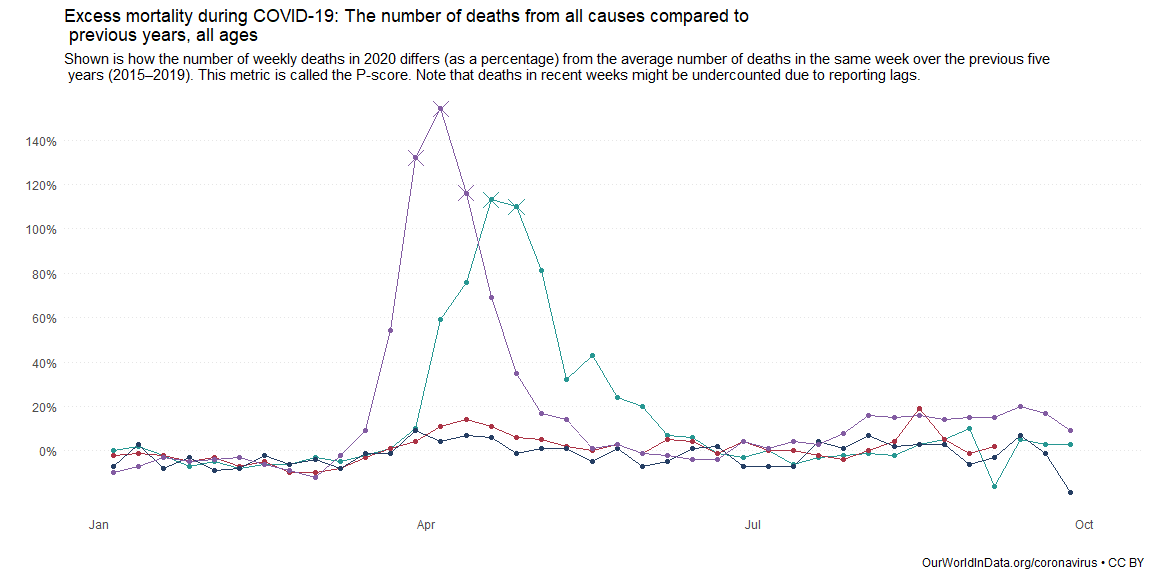 Excess mortality during COVID-19: The number of deaths from all causes compared to
previous years, all ages
Shown is how the number of weekly deaths in 2020 differs (as a percentage) from the average number of deaths in the same week over the previous five
years (2015–2019). This metric is called the P-score. Note that deaths in recent weeks might be undercounted due to reporting lags.
140%
120%
100%
80%
60%
40%
20%
0%
Jan Apr Jul Oct
OurWorldInData.org/coronavirus • CC BY